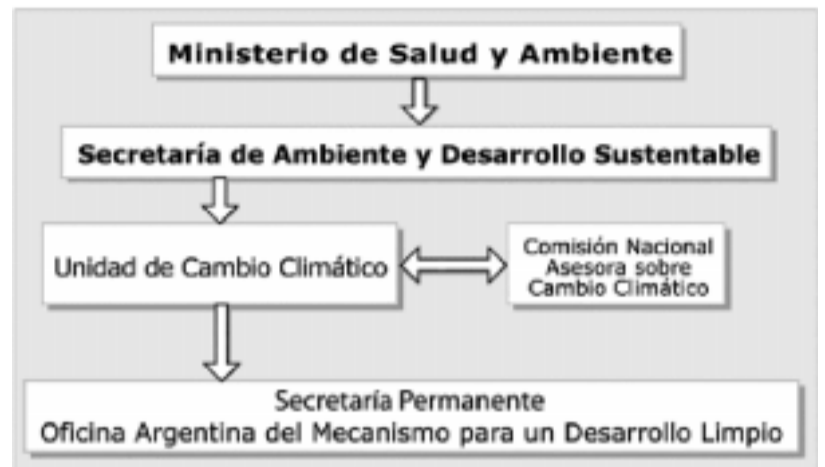 Ministerio de Salud y Ambiente
Secretaría de Ambiente y Desarrollo Sustentable
Unidad de Cambio Climático
Comisión Nacional
Asesora sobre
Cambio Climático
Secretaría Permanente
Oficina Argentina del Mecanismo para un Desarrollo Limpio